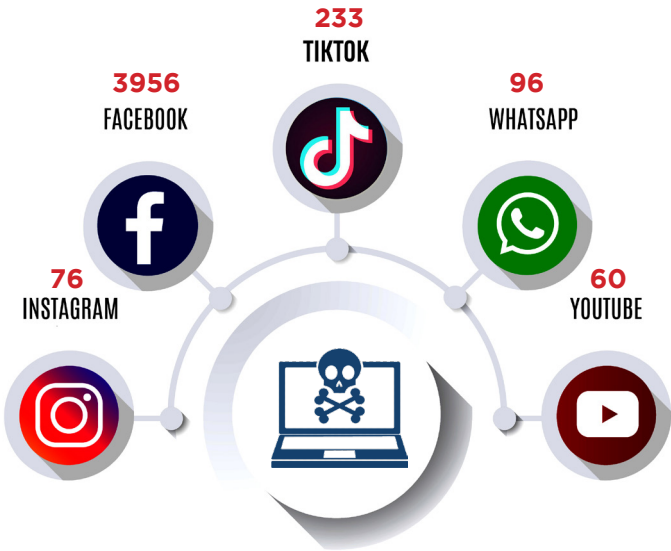 233
TIKTOK
3956
FACEBOOK
96
WHATSAPP
76
INSTAGRAM
60
YOUTUBE